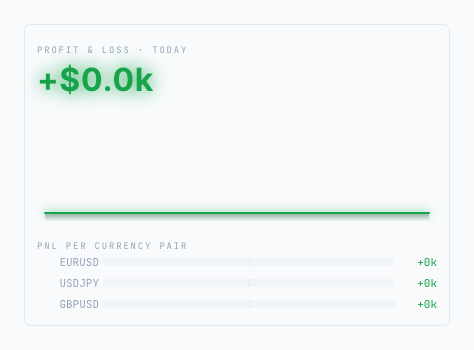 PROFIT & LOSS · TODAY
+$0.0k
PNL PER CURRENCY PAIR
EURUSD +0k
USDJPY +0k
GBPUSD +0k